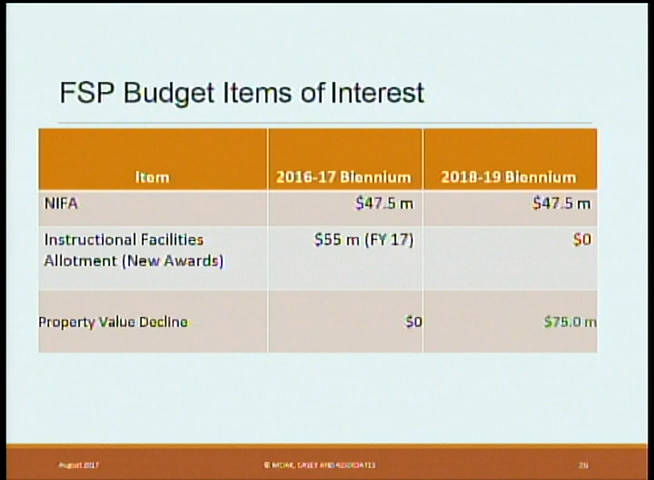 FSP Budget Items of Interest
Item 2016-17 Biennium 2018-19 Biennium
NIFA $47.5 m $47.5 m
Instructional Facilities $55 m (FY 17) $0
Allotment (New Awards)
Property Value Decline $0 $75.0 m
August 2017 © MOAK, CASEY AND ASSOCIATES